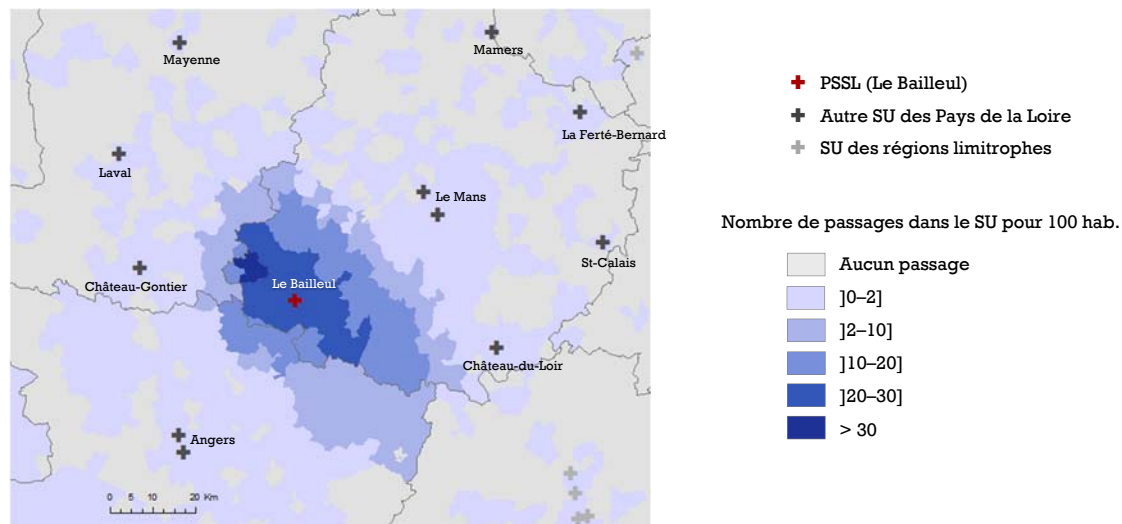 Mayenne
Mamers
La Ferté-Bernard
Laval
Le Mans
St-Calais
Château-Gontier
Le Bailleul
Château-du-Loir
Angers
0 5 10 20 Km
PSSL (Le Bailleul)
Autre SU des Pays de la Loire
SU des régions limitrophes
Nombre de passages dans le SU pour 100 hab.
Aucun passage
]0–2]
]2–10]
]10–20]
]20–30]
> 30